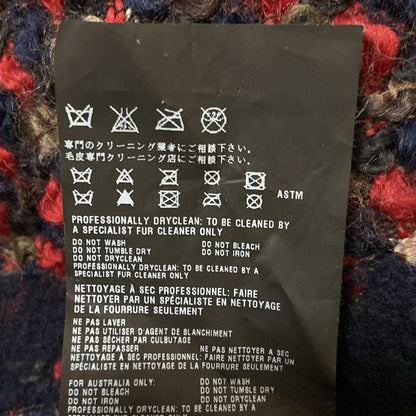 専門のクリーニング業者にご相談下さい。
毛皮専門クリーニング店にご相談下さい。
ASTM
PROFESSIONALLY DRYCLEAN: TO BE CLEANED BY
A SPECIALIST FUR CLEANER ONLY
DO NOT WASH DO NOT BLEACH
DO NOT TUMBLE DRY DO NOT IRON
DO NOT DRYCLEAN
PROFESSIONALLY DRYCLEAN: TO BE CLEANED BY A
SPECIALIST FUR CLEANER ONLY
NETTOYAGE À SEC PROFESSIONNEL: FAIRE
NETTOYER PAR UN SPÉCIALISTE EN NETTOYAGE
DE LA FOURRURE SEULEMENT
NE PAS LAVER
NE PAS UTILISER D'AGENT DE BLANCHIMENT
NE PAS SÉCHER PAR CULBUTAGE
NE PAS REPASSER NE PAS NETTOYER A SEC
NETTOYAGE À SEC PROFESSIONNEL: FAIRE NETTOYER PAR UN
SPÉCIALISTE EN NETTOYAGE DE LA FOURRURE SEULEMENT
FOR AUSTRALIA ONLY: DO NOT WASH
DO NOT BLEACH DO NOT TUMBLE DRY
DO NOT IRON DO NOT DRYCLEAN